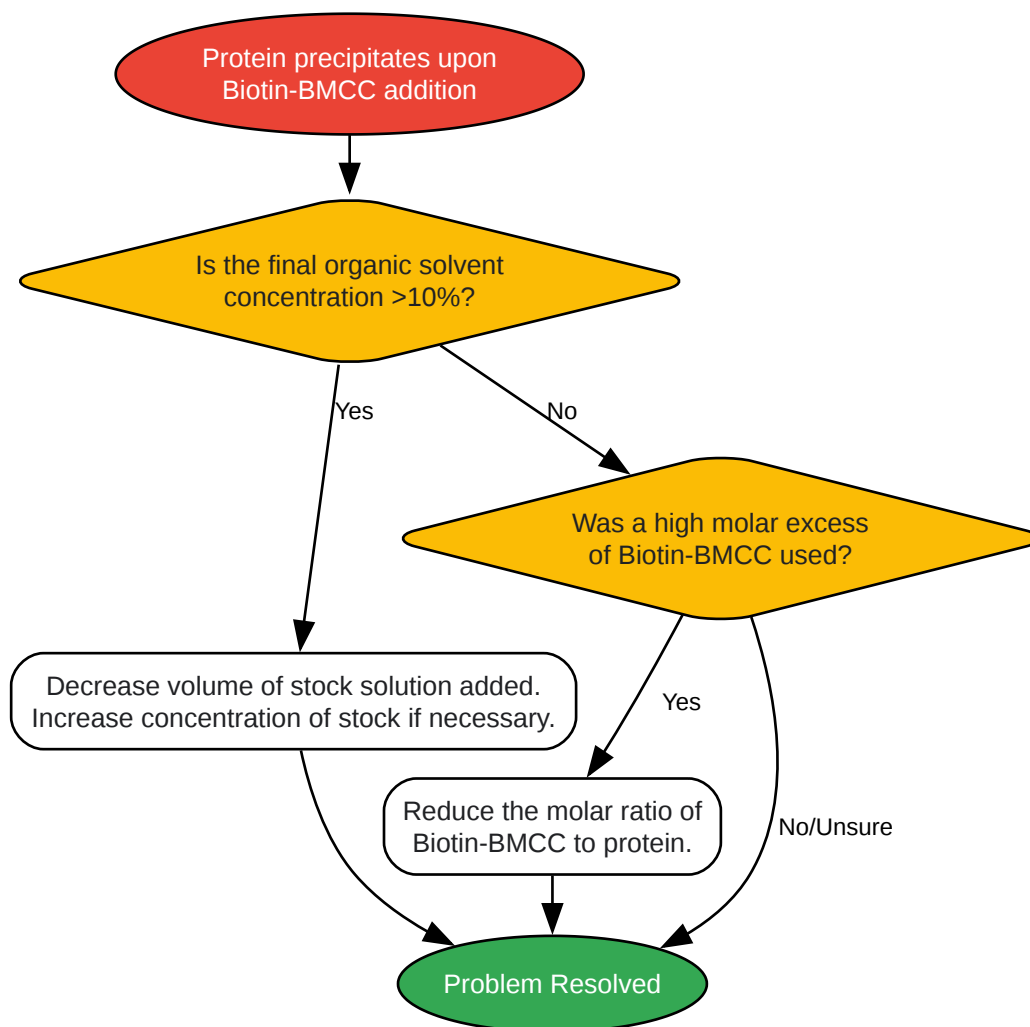 Protein precipitates upon
Biotin-BMCC addition
Is the final organic solvent
concentration >10%?
Yes
No
Was a high molar excess
of Biotin-BMCC used?
Decrease volume of stock solution added.
Increase concentration of stock if necessary.
Yes
Reduce the molar ratio of
Biotin-BMCC to protein.
No/Unsure
Problem Resolved